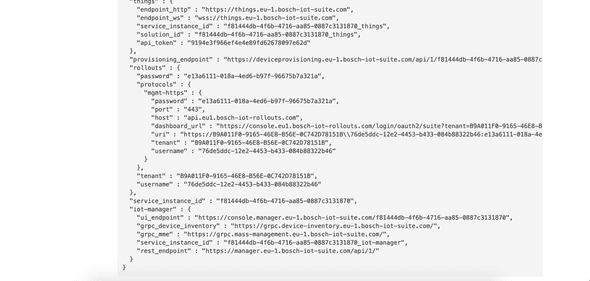 "things" : {
"endpoint_http" : "https://things.eu-1.bosch-iot-suite.com",
"endpoint_ws" : "wss://things.eu-1.bosch-iot-suite.com",
"service_instance_id" : "f81444db-4f6b-4716-aa85-0887c3131870_things",
"solution_id" : "f81444db-4f6b-4716-aa85-0887c3131870_things",
"api_token" : "9194e3f966ef4e4e89fd62678097e62d"
},
"provisioning_endpoint" : "https://deviceprovisioning.eu-1.bosch-iot-suite.com/api/1/f81444db-4f6b-4716-aa85-0887c
"rollouts" : {
"password" : "e13a6111-018a-4ed6-b97f-96675b7a321a",
"protocols" : {
"mgmt-https" : {
"password" : "e13a6111-018a-4ed6-b97f-96675b7a321a",
"port" : "443",
"host" : "api.eu1.bosch-iot-rollouts.com",
"dashboard_url" : "https://console.eu1.bosch-iot-rollouts.com/login/oauth2/suite?tenant=B9A011F0-9165-46E8-B
"uri" : "https://B9A011F0-9165-46E8-B56E-0C742D7B151B\\76de5ddc-12e2-4453-b433-084b88322b46:e13a6111-018a-4e
"tenant" : "B9A011F0-9165-46E8-B56E-0C742D7B151B",
"username" : "76de5ddc-12e2-4453-b433-084b88322b46"
}
},
"tenant" : "B9A011F0-9165-46E8-B56E-0C742D7B151B",
"username" : "76de5ddc-12e2-4453-b433-084b88322b46"
},
"service_instance_id" : "f81444db-4f6b-4716-aa85-0887c3131870",
"iot-manager" : {
"ui_endpoint" : "https://console.manager.eu-1.bosch-iot-suite.com/f81444db-4f6b-4716-aa85-0887c3131870",
"grpc_device_inventory" : "https://grpc.device-inventory.eu-1.bosch-iot-suite.com/",
"grpc_mme" : "https://grpc.mass-management.eu-1.bosch-iot-suite.com/",
"service_instance_id" : "f81444db-4f6b-4716-aa85-0887c3131870_iot-manager",
"rest_endpoint" : "https://manager.eu-1.bosch-iot-suite.com/api/1/"
}
}